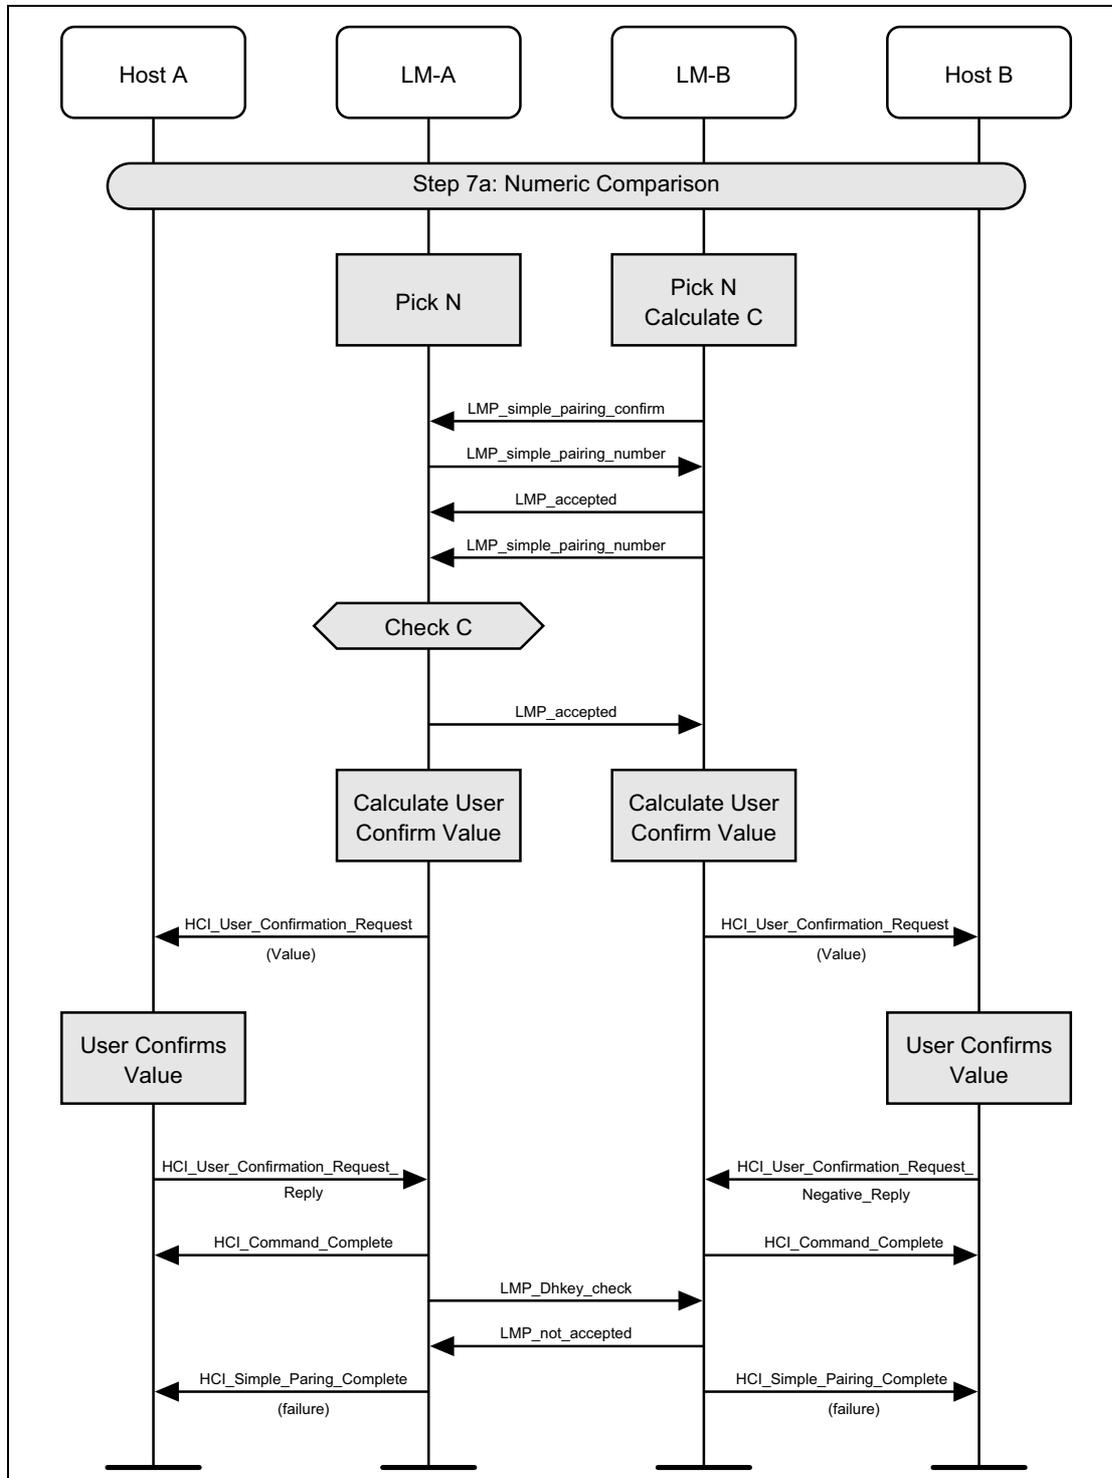 Host A
LM-A
LM-B
Host B
Step 7a: Numeric Comparison
Pick N
Pick N
Calculate C
LMP_simple_pairing_confirm
LMP_simple_pairing_number
LMP_accepted
LMP_simple_pairing_number
Check C
LMP_accepted
Calculate User
Confirm Value
Calculate User
Confirm Value
HCI_User_Confirmation_Request
(Value)
HCI_User_Confirmation_Request
(Value)
User Confirms
Value
User Confirms
Value
HCI_User_Confirmation_Request_
Reply
HCI_User_Confirmation_Request_
Negative_Reply
HCI_Command_Complete
HCI_Command_Complete
LMP_Dhkey_check
LMP_not_accepted
HCI_Simple_Paring_Complete
(failure)
HCI_Simple_Pairing_Complete
(failure)